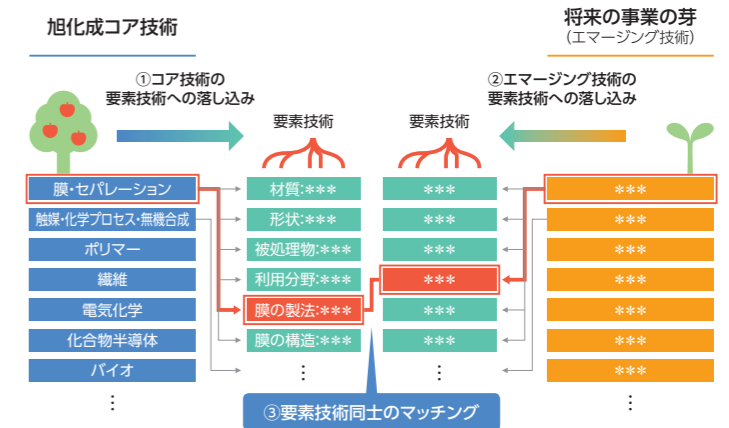 旭化成コア技術
将来の事業の芽
（エマージング技術）
①コア技術の
要素技術への落し込み
②エマージング技術の
要素技術への落し込み
要素技術
要素技術
膜・セパレーション
触媒・化学プロセス・無機合成
ポリマー
繊維
電気化学
化合物半導体
バイオ
⋮
材質:***
形状:***
被処理物:***
利用分野:***
膜の製法:***
膜の構造:***
⋮
***
***
***
***
***
***
⋮
***
***
***
***
***
***
***
⋮
③要素技術同士のマッチング